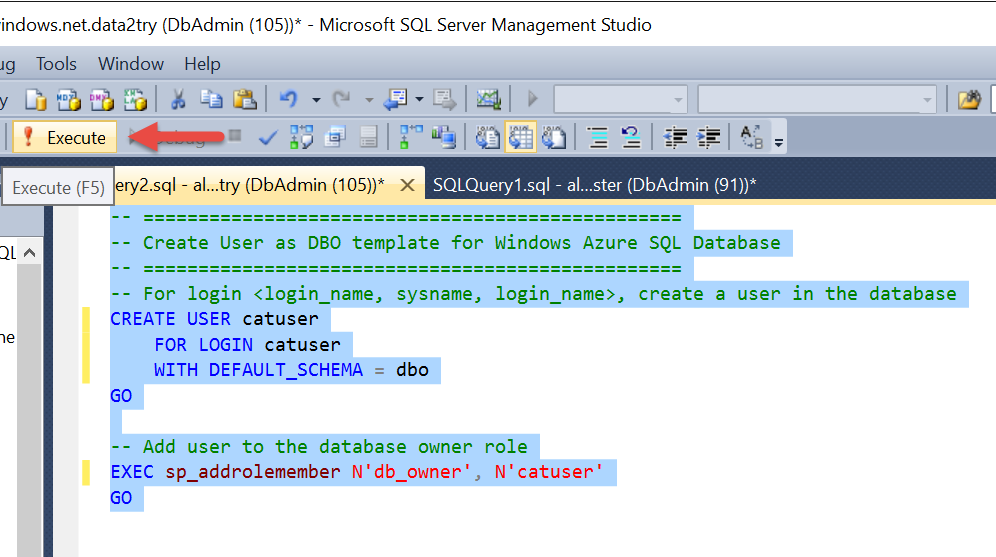 indows.net.data2try (DbAdmin (105))* - Microsoft SQL Server Management Studio
ug Tools Window Help
y MDX DMX XMLA
Execute Debug
Execute (F5) ery2.sql - al...try (DbAdmin (105))* SQLQuery1.sql - al...ster (DbAdmin (91))*
-- =================================================
QL -- Create User as DBO template for Windows Azure SQL Database
-- =================================================
-- For login <login_name, sysname, login_name>, create a user in the database
CREATE USER catuser
ne FOR LOGIN catuser
WITH DEFAULT_SCHEMA = dbo
GO
-- Add user to the database owner role
EXEC sp_addrolemember N'db_owner', N'catuser'
GO